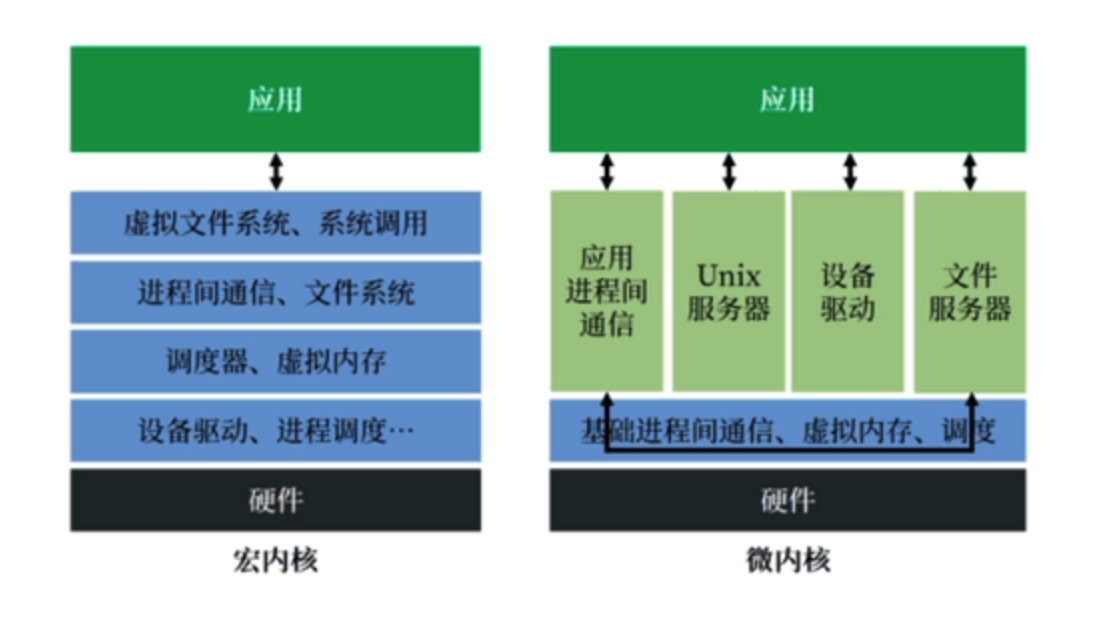 应用
虚拟文件系统、系统调用
进程间通信、文件系统
调度器、虚拟内存
设备驱动、进程调度…
硬件
宏内核
应用
应用
进程间
通信
Unix
服务器
设备
驱动
文件
服务器
基础进程间通信、虚拟内存、调度
硬件
微内核